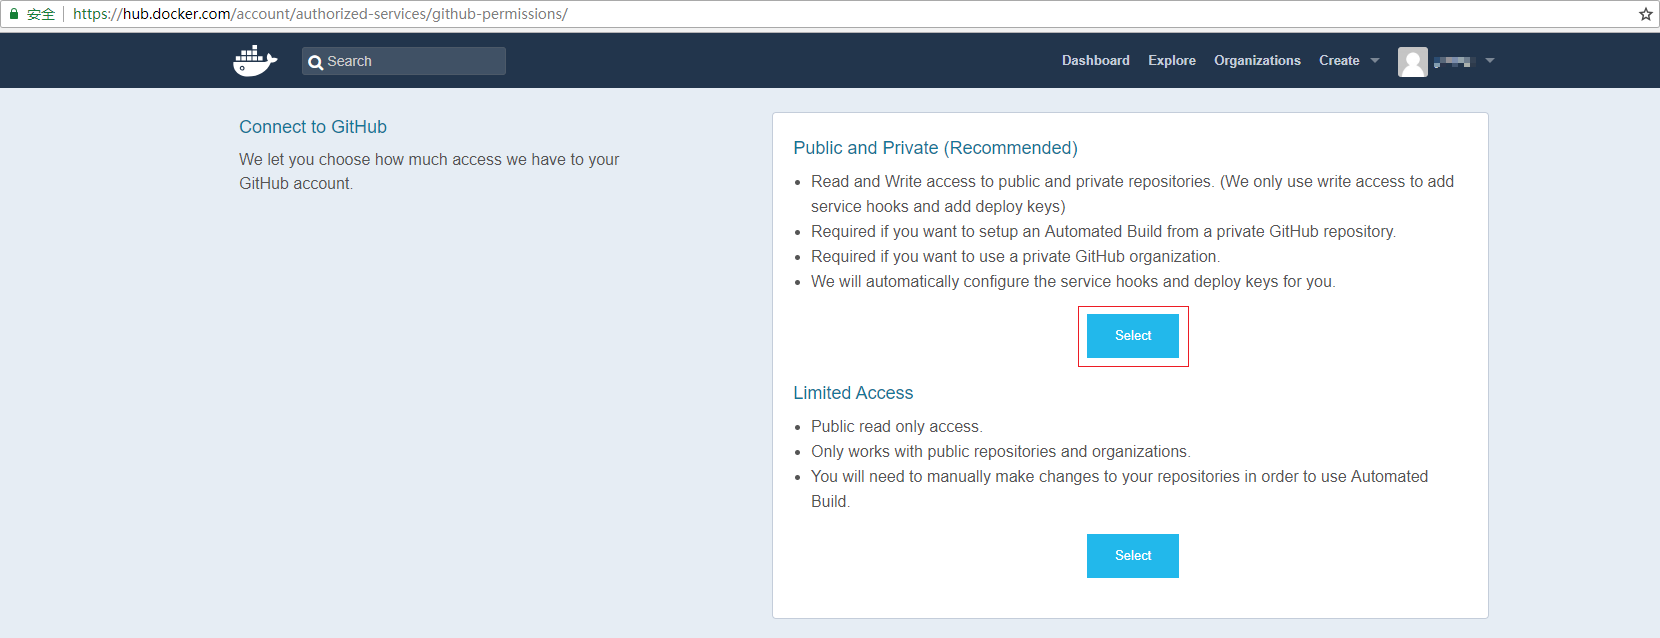 安全 https://hub.docker.com/account/authorized-services/github-permissions/
Search
Dashboard Explore Organizations Create
Connect to GitHub
We let you choose how much access we have to your
GitHub account.
Public and Private (Recommended)
Read and Write access to public and private repositories. (We only use write access to add
service hooks and add deploy keys)
Required if you want to setup an Automated Build from a private GitHub repository.
Required if you want to use a private GitHub organization.
We will automatically configure the service hooks and deploy keys for you.
Select
Limited Access
Public read only access.
Only works with public repositories and organizations.
You will need to manually make changes to your repositories in order to use Automated
Build.
Select